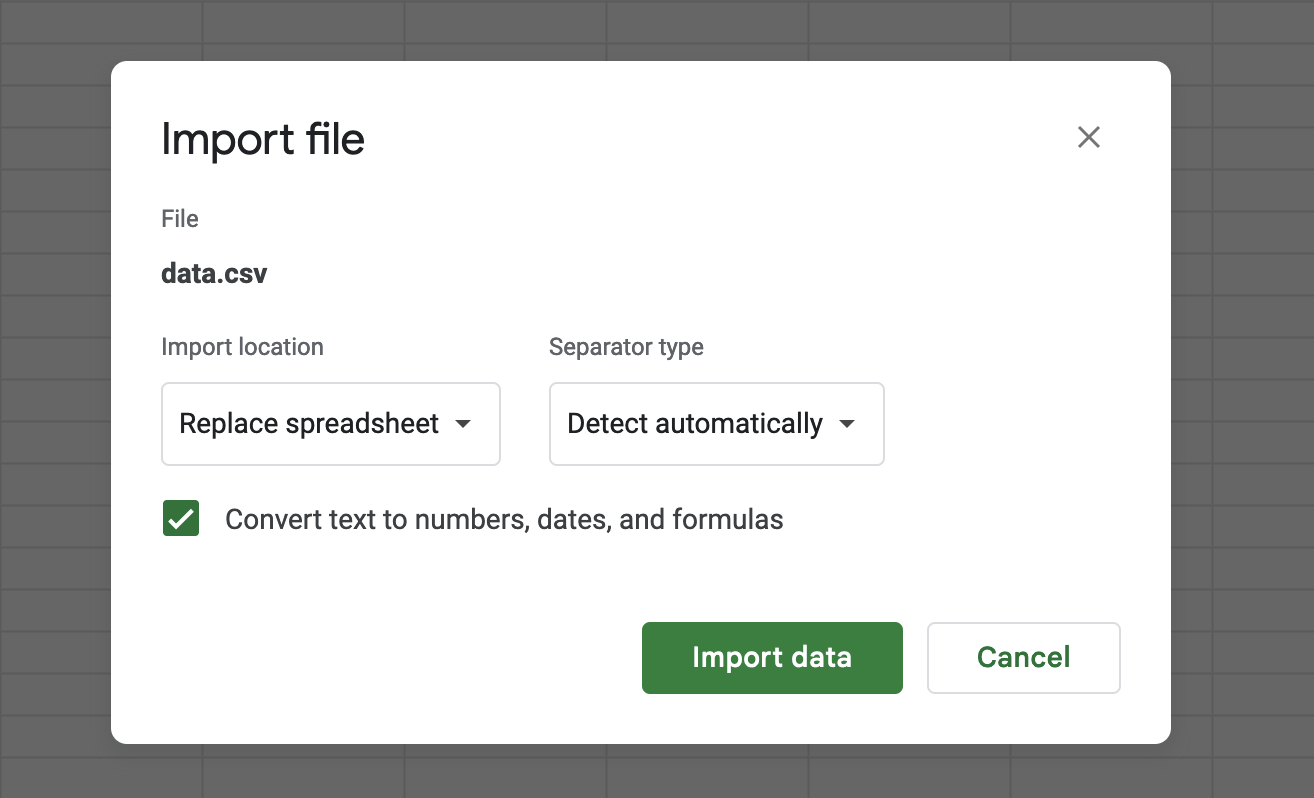 Import file
File
data.csv
Import location
Separator type
Replace spreadsheet
Detect automatically
Convert text to numbers, dates, and formulas
Import data
Cancel